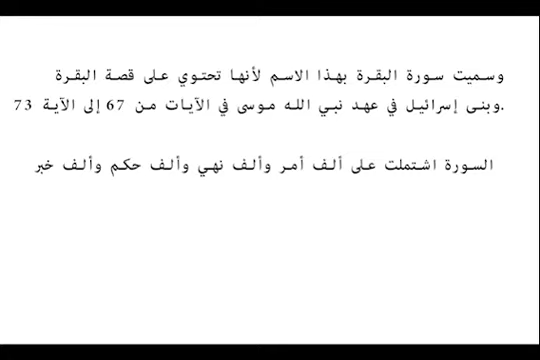 وسميت سورة البقرة بهذا الاسم لأنها تحتوي على قصة البقرة
وبنى إسرائيل في عهد نبي الله موسى في الآيات من 67 إلى الآية 73.
السورة اشتملت على ألف أمر وألف نهي وألف حكم وألف خبر